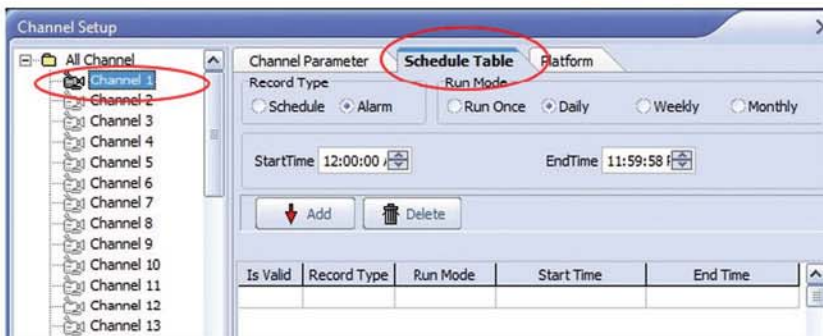 Channel Setup
All Channel
Channel 1
Channel 2
Channel 3
Channel 4
Channel 5
Channel 6
Channel 7
Channel 8
Channel 9
Channel 10
Channel 11
Channel 12
Channel 13
Channel Parameter Schedule Table Platform
Record Type Run Mode
Schedule Alarm Run Once Daily Weekly Monthly
StartTime 12:00:00 EndTime 11:59:58
Add Delete
Is Valid Record Type Run Mode Start Time End Time